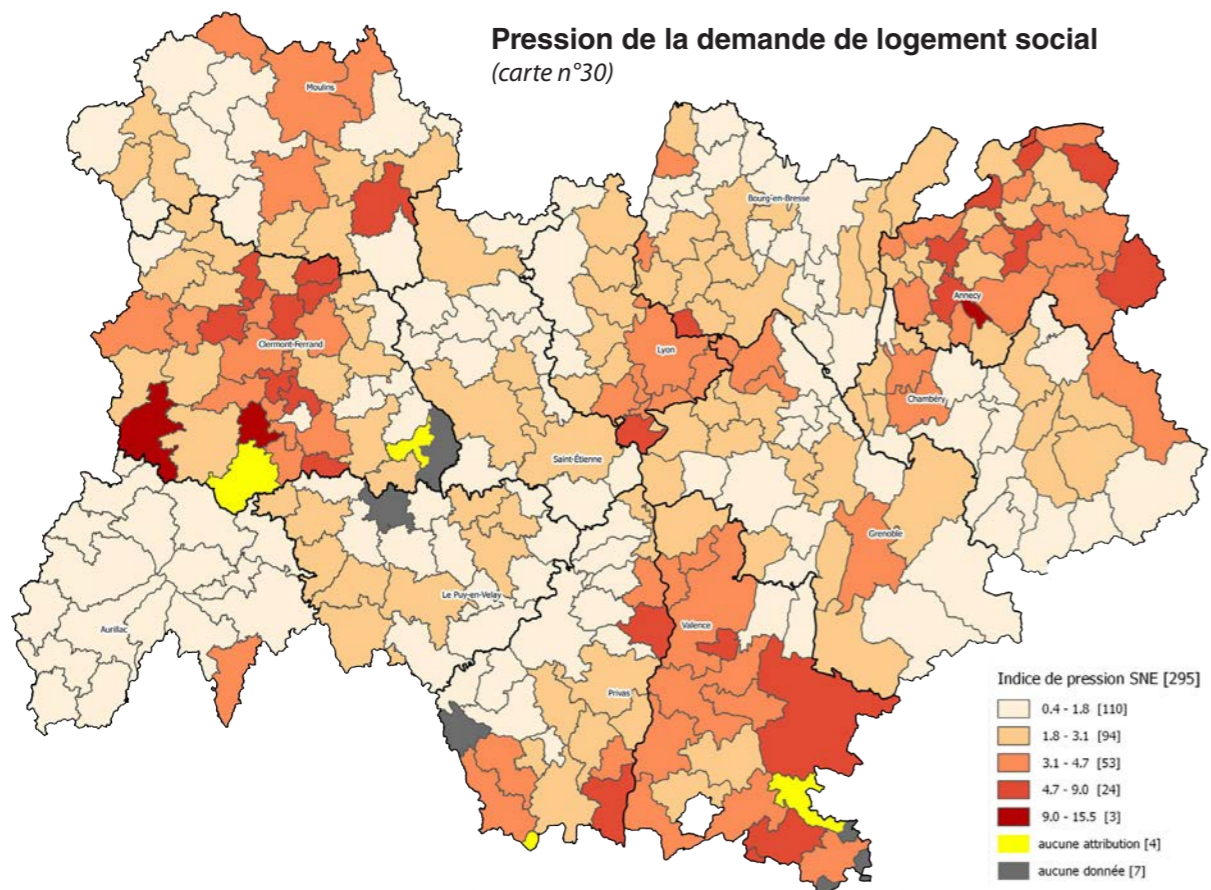 Pression de la demande de logement social
(carte n°30)
Moulins
Bourg-en-Bresse
Annecy
Clermont-Ferrand
Lyon
Chambéry
Saint-Étienne
Grenoble
Le Puy-en-Velay
Aurillac
Valence
Privas
Indice de pression SNE [295]
0.4 - 1.8 [110]
1.8 - 3.1 [94]
3.1 - 4.7 [53]
4.7 - 9.0 [24]
9.0 - 15.5 [3]
aucune attribution [4]
aucune donnée [7]